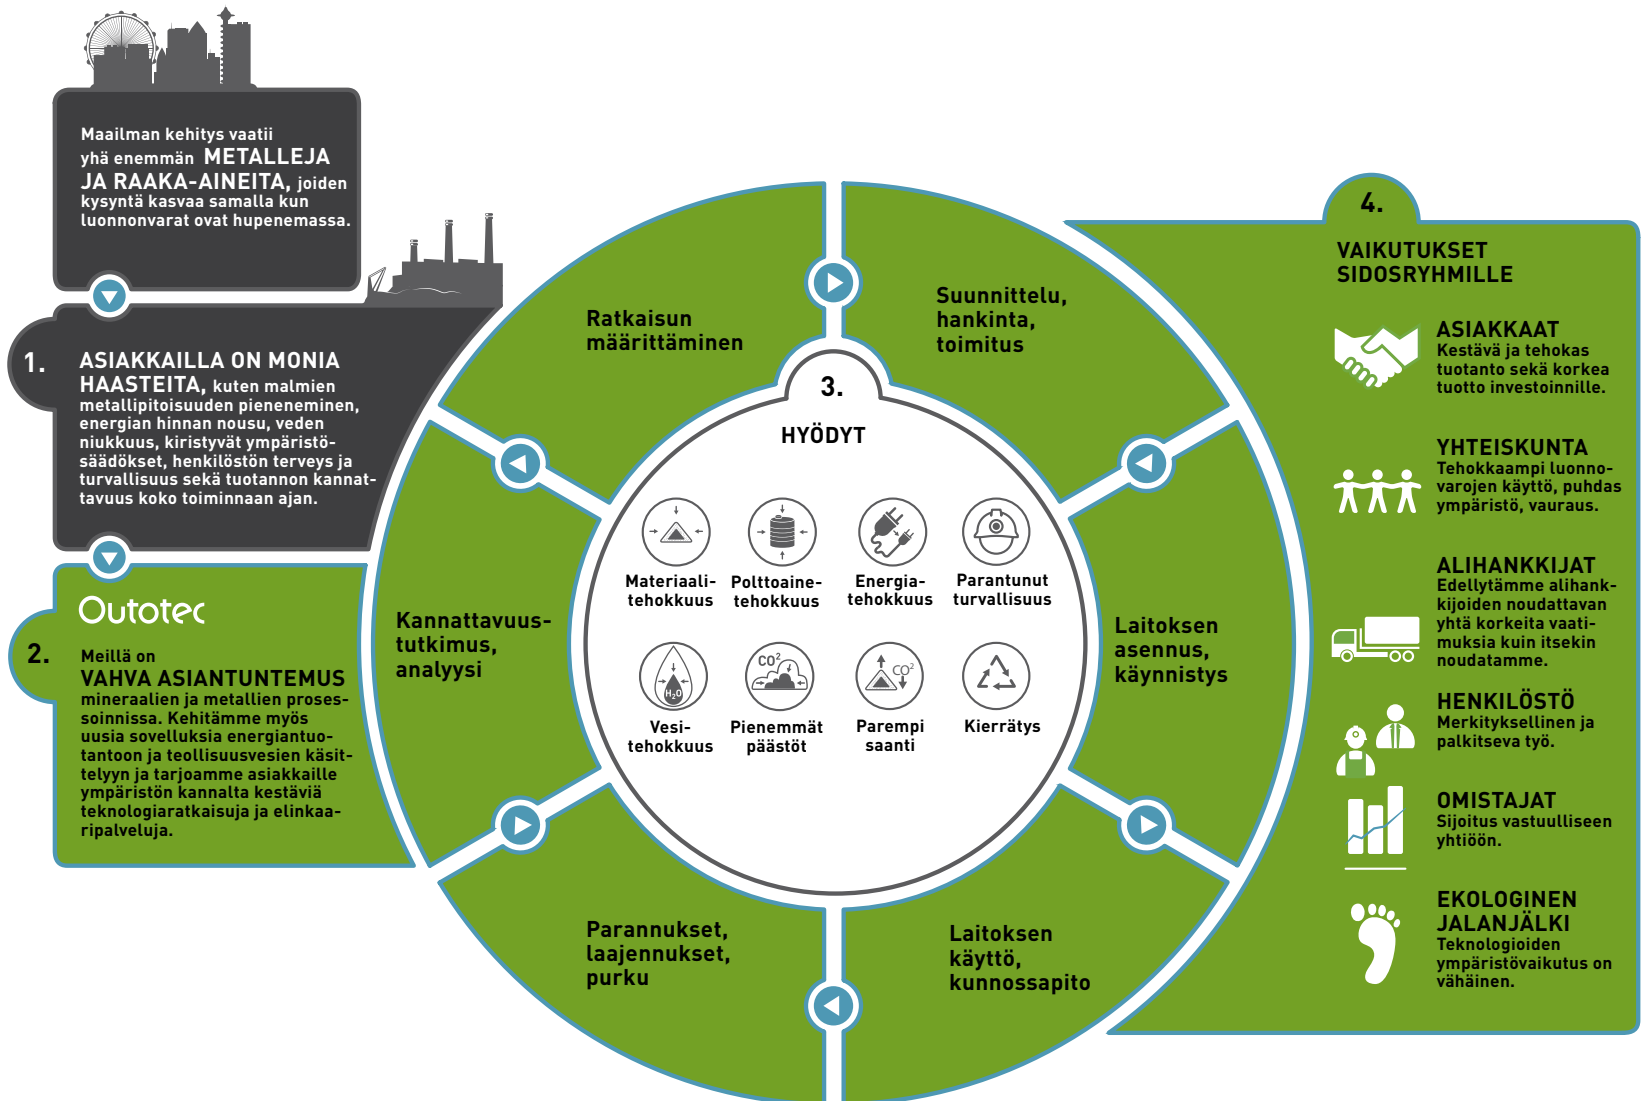 Maailman kehitys vaatii
yhä enemmän METALLEJA
JA RAAKA-AINEITA, joiden
kysyntä kasvaa samalla kun
luonnonvarat ovat hupenemassa.
1.
ASIAKKAILLA ON MONIA
HAASTEITA, kuten malmien
metallipitoisuuden pieneneminen,
energian hinnan nousu, veden
niukkuus, kiristyvät ympäristö-
säädökset, henkilöstön terveys ja
turvallisuus sekä tuotannon kannat-
tavuus koko toiminnaan ajan.
2.
Outotec
Meillä on
VAHVA ASIANTUNTEMUS
mineraalien ja metallien proses-
soinnissa. Kehitämme myös
uusia sovelluksia energiantuo-
tantoon ja teollisuusvesien käsit-
telyyn ja tarjoamme asiakkaille
ympäristön kannalta kestäviä
teknologiaratkaisuja ja elinkaa-
ripalveluja.
Ratkaisun
määrittäminen
Suunnittelu,
hankinta,
toimitus
Kannattavuus-
tutkimus,
analyysi
Laitoksen
asennus,
käynnistys
Parannukset,
laajennukset,
purku
Laitoksen
käyttö,
kunnossapito
3.
HYÖDYT
Materiaali-
tehokkuus
Polttoaine-
tehokkuus
Energia-
tehokkuus
Parantunut
turvallisuus
H2O
Vesi-
tehokkuus
CO2
Pienemmät
päästöt
CO2
Parempi
saanti
Kierrätys
4.
VAIKUTUKSET
SIDOSRYHMILLE
ASIAKKAAT
Kestävä ja tehokas
tuotanto sekä korkea
tuotto investoinnille.
YHTEISKUNTA
Tehokkaampi luonno-
varojen käyttö, puhdas
ympäristö, vauraus.
ALIHANKKIJAT
Edellytämme alihank-
kijoiden noudattavan
yhtä korkeita vaati-
muksia kuin itsekin
noudatamme.
HENKILÖSTÖ
Merkityksellinen ja
palkitseva työ.
OMISTAJAT
Sijoitus vastuulliseen
yhtiöön.
EKOLOGINEN
JALANJÄLKI
Teknologioiden
ympäristövaikutus on
vähäinen.